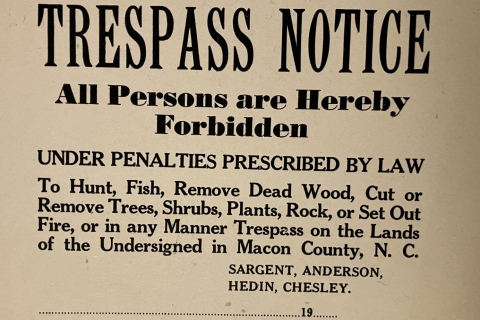 TRESPASS NOTICE
All Persons are Hereby
Forbidden
UNDER PENALTIES PRESCRIBED BY LAW
To Hunt, Fish, Remove Dead Wood, Cut or
Remove Trees, Shrubs, Plants, Rock, or Set Out
Fire, or in any Manner Trespass on the Lands
of the Undersigned in Macon County, N. C.
SARGENT, ANDERSON,
HEDIN, CHESLEY.
........................................................................19........